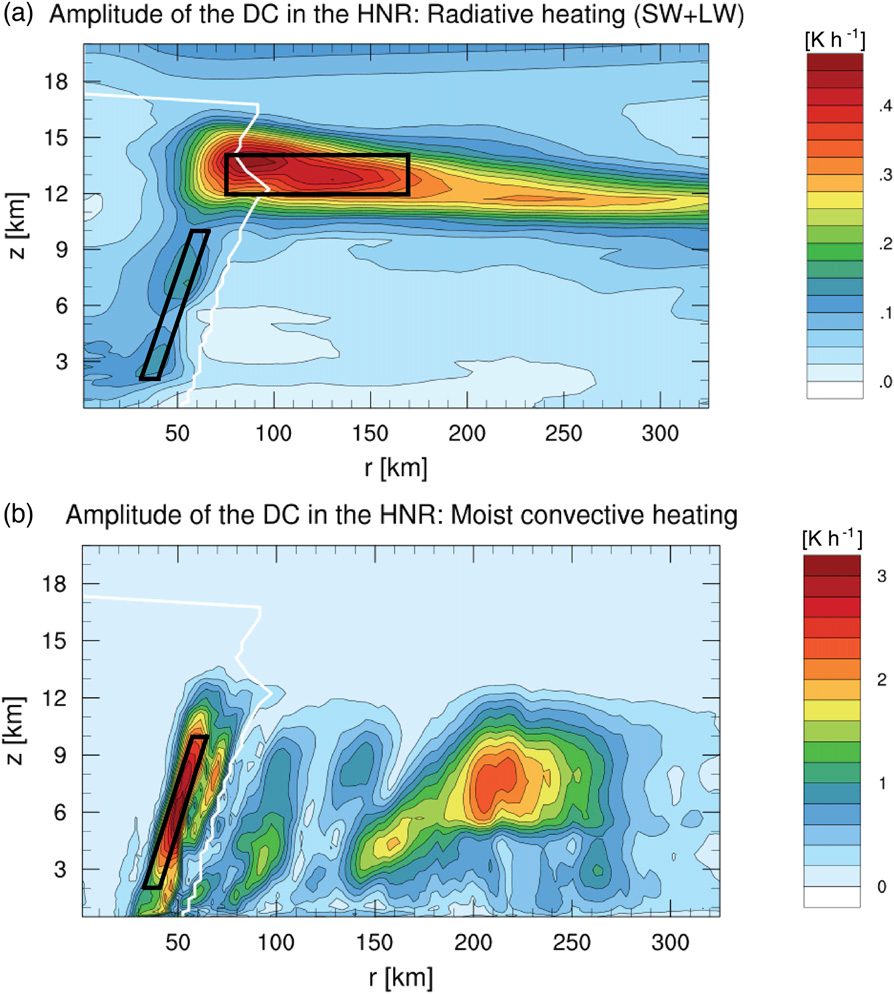 (a) Amplitude of the DC in the HNR: Radiative heating (SW+LW)
[K h -1]
18
15
12
9
6
3
z [km]
50 100 150 200 250 300
r [km]
.4
.3
.2
.1
.0
(b) Amplitude of the DC in the HNR: Moist convective heating
[K h -1]
18
15
12
9
6
3
z [km]
50 100 150 200 250 300
r [km]
3
2
1
0